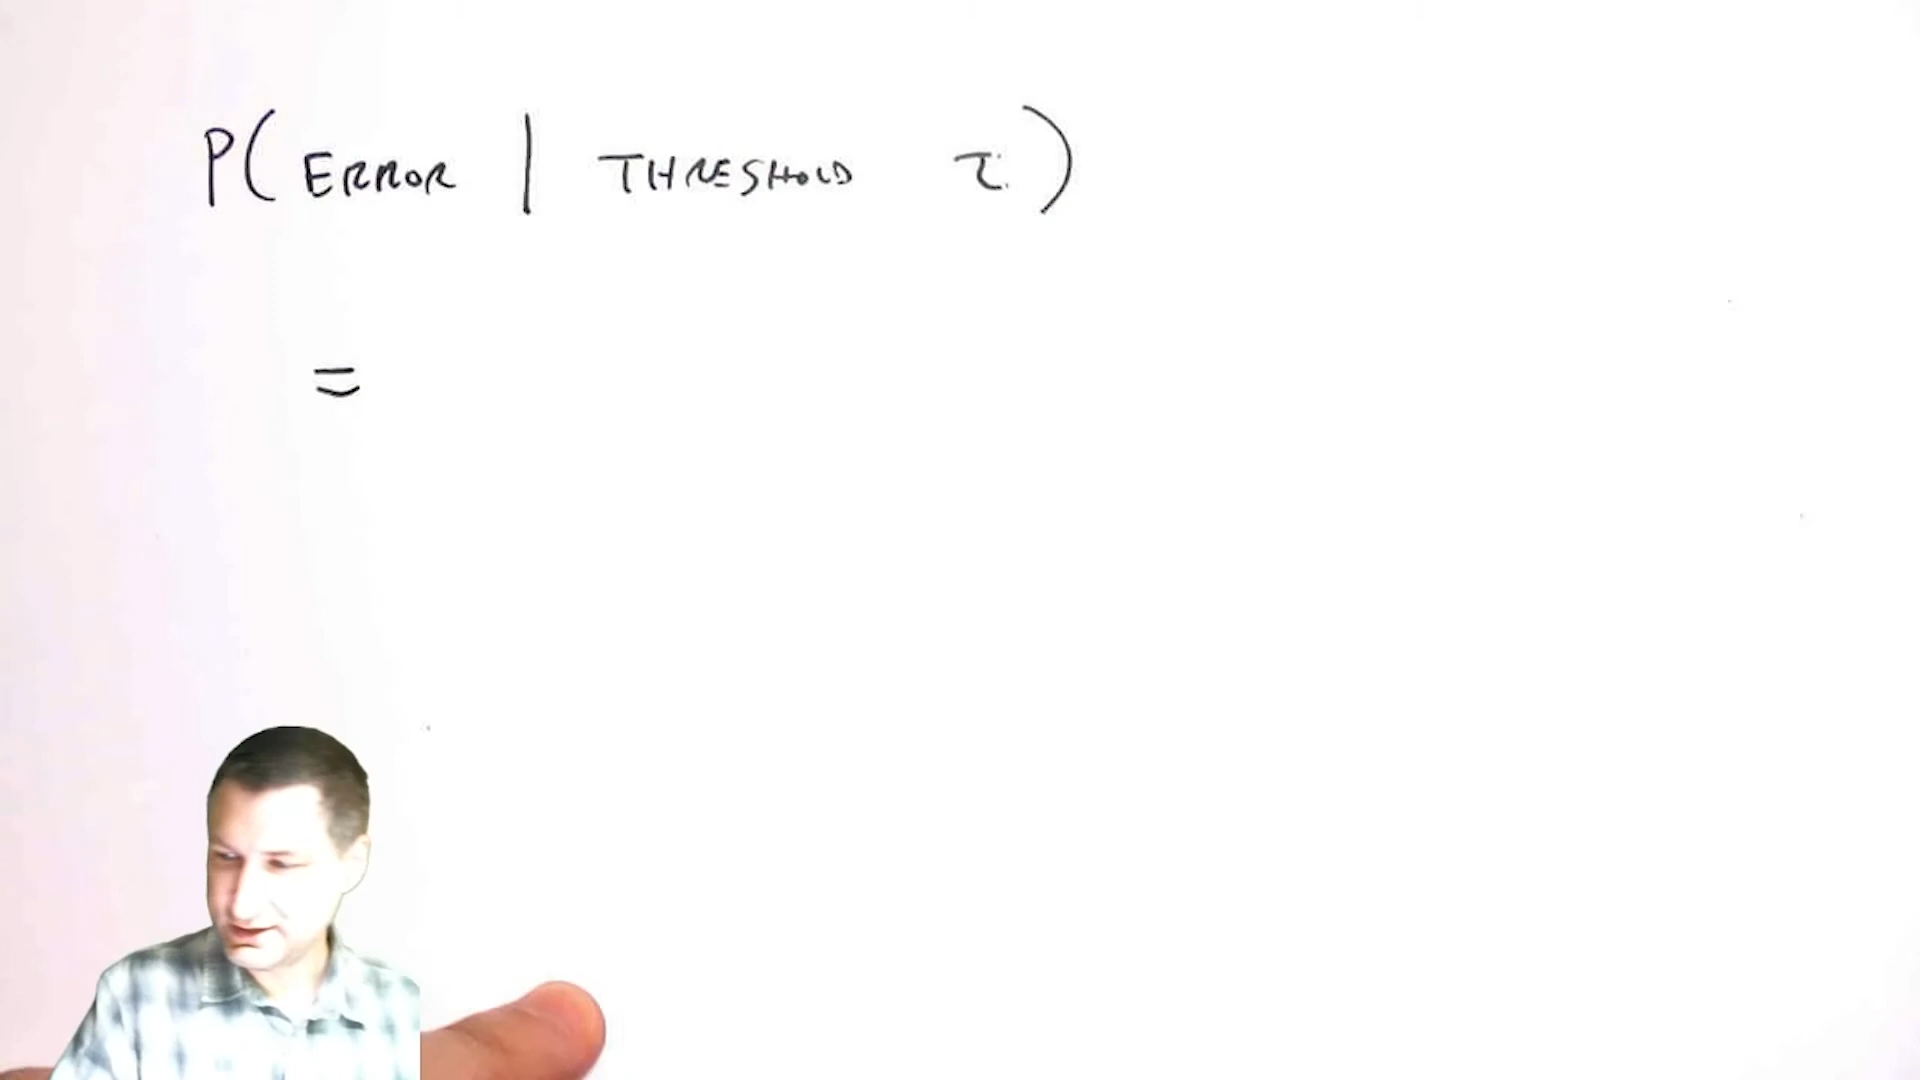 P( ERROR | THRESHOLD τ )
=